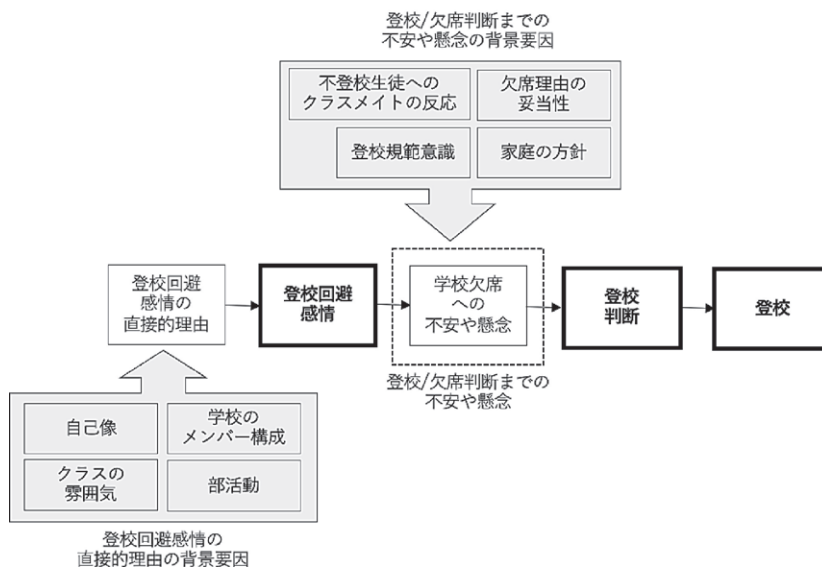 登校/欠席判断までの
不安や懸念の背景要因
不登校生徒への
クラスメイトの反応
欠席理由の
妥当性
登校規範意識
家庭の方針
登校回避
感情の
直接的理由
登校回避
感情
学校欠席
への
不安や懸念
登校
判断
登校
登校/欠席判断までの
不安や懸念
自己像
学校の
メンバー構成
クラスの
雰囲気
部活動
登校回避感情の
直接的理由の背景要因